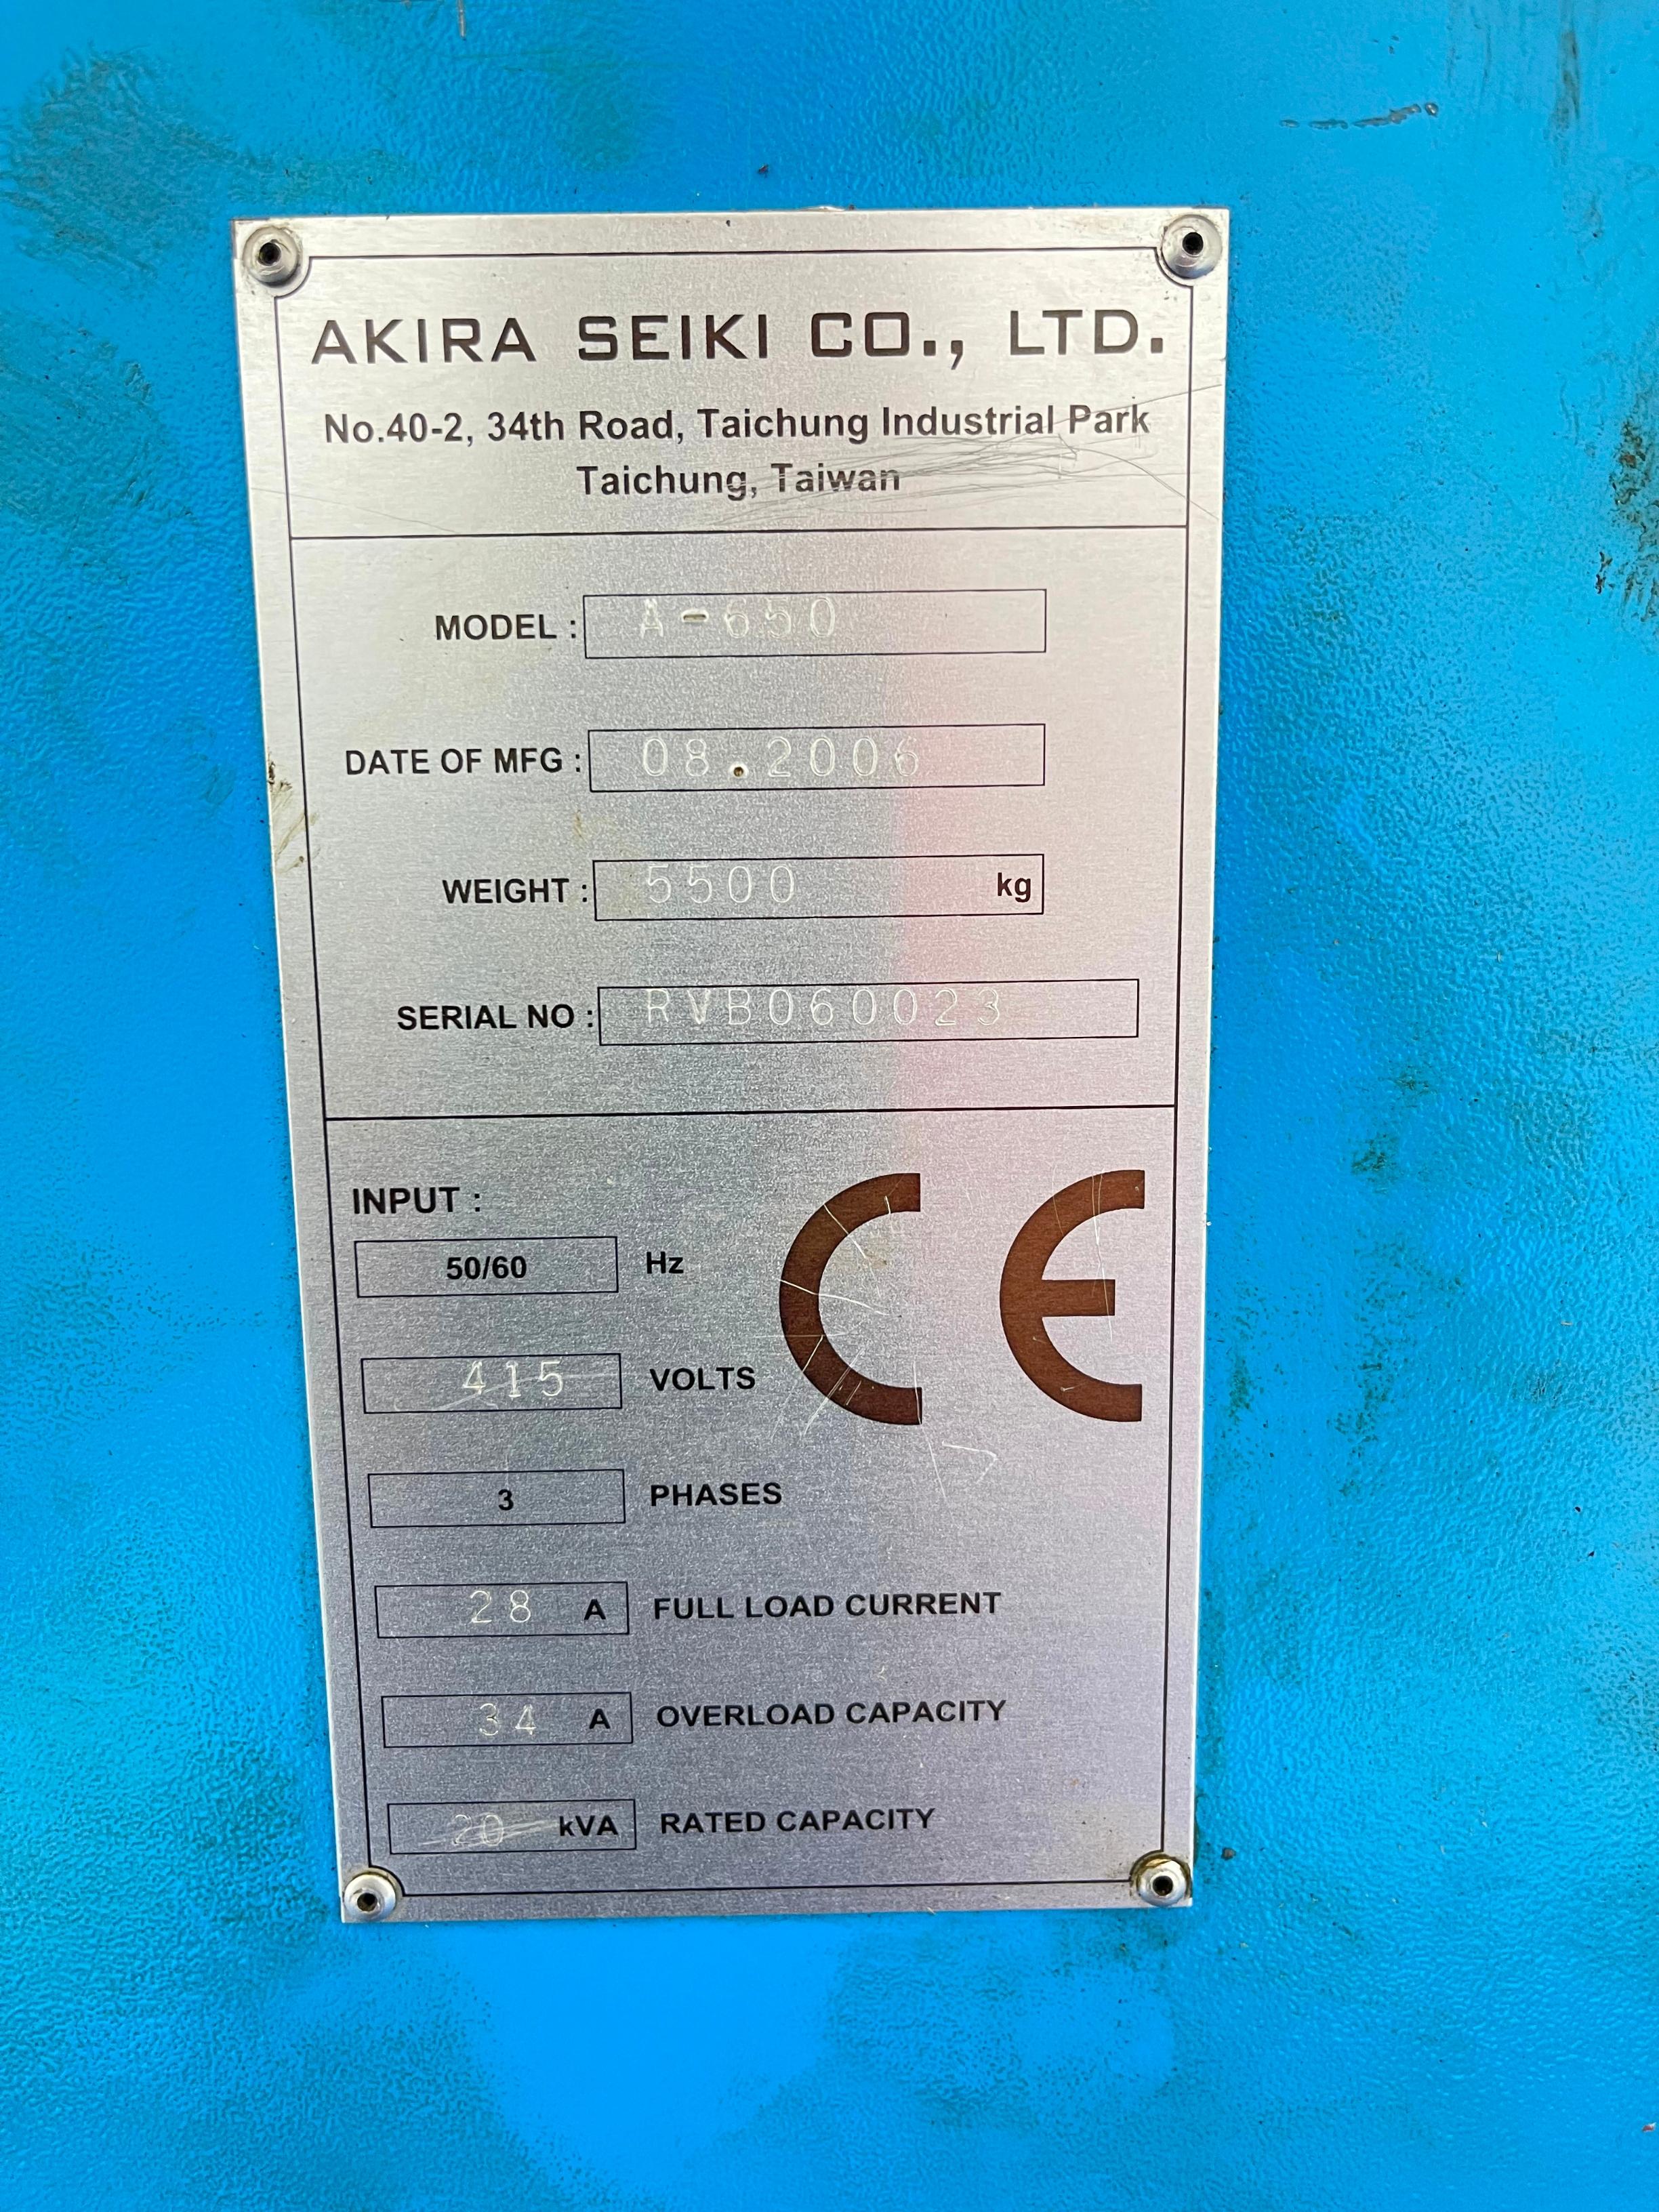 AKIRA SEIKI CO., LTD.
No.40-2, 34th Road, Taichung Industrial Park
Taichung, Taiwan
MODEL : A-650
DATE OF MFG : 08.2006
WEIGHT : 5500 kg
SERIAL NO : RVB060023
INPUT :
CE
50/60 Hz
415 VOLTS
3 PHASES
28 A FULL LOAD CURRENT
34 A OVERLOAD CAPACITY
20 kVA RATED CAPACITY